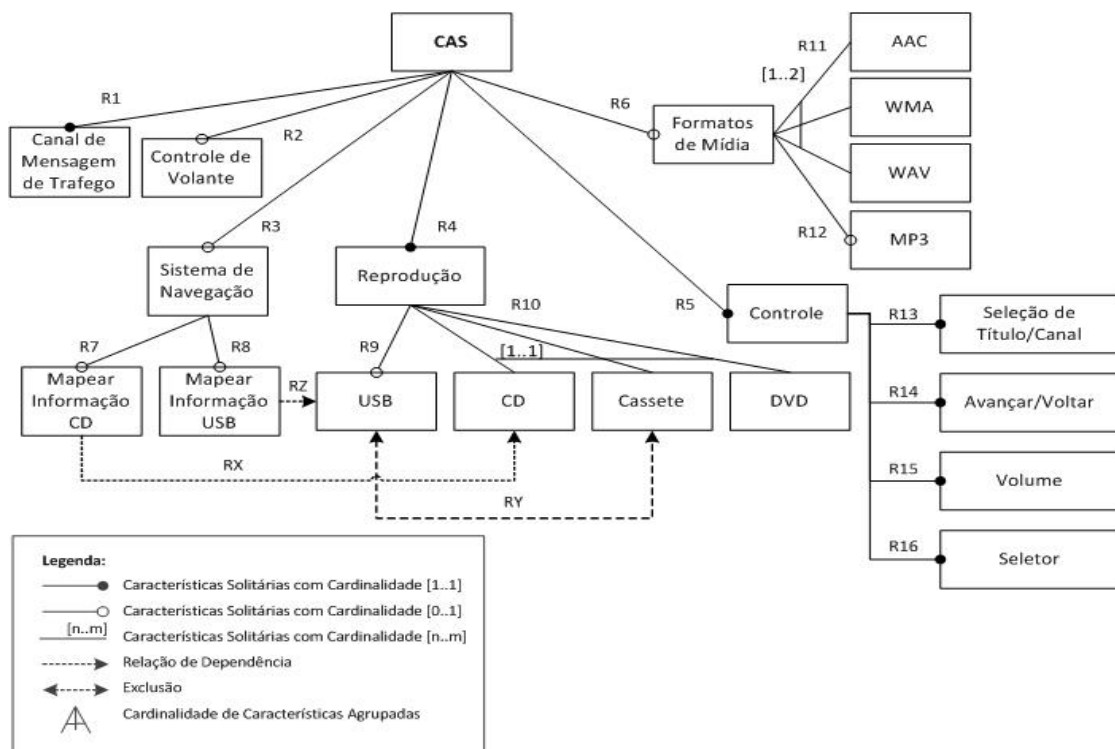 CAS
R1
R2
R3
R4
R5
R6
R11
[1..2]
R12
AAC
WMA
WAV
MP3
Formatos
de Mídia
Canal de
Mensagem
de Trafego
Controle de
Volante
Sistema de
Navegação
Reprodução
Controle
R7
R8
R9
R10
[1..1]
Mapear
Informação
CD
Mapear
Informação
USB
RZ
USB
CD
Cassete
DVD
RX
RY
R13
Seleção de
Título/Canal
R14
Avançar/Voltar
R15
Volume
R16
Seletor
Legenda:
Características Solitárias com Cardinalidade [1..1]
Características Solitárias com Cardinalidade [0..1]
[n..m]
Características Solitárias com Cardinalidade [n..m]
Relação de Dependência
Exclusão
Cardinalidade de Características Agrupadas